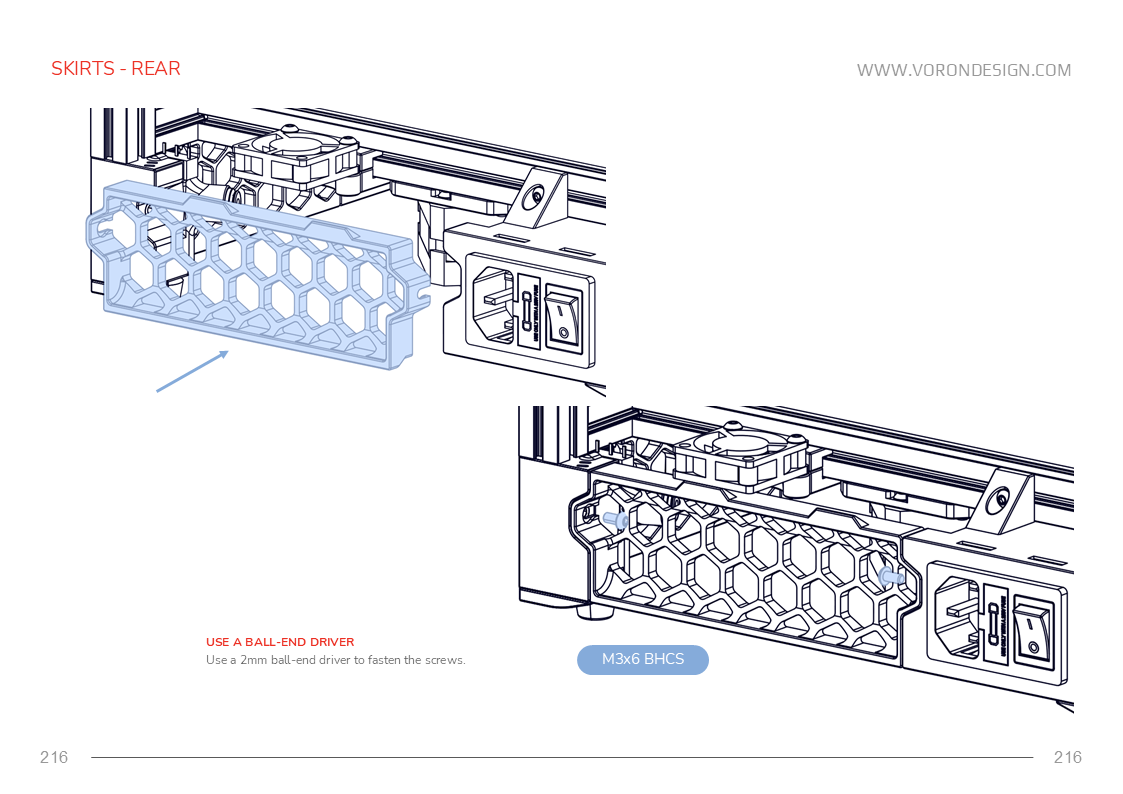 SKIRTS - REAR
WWW.VORONDESIGN.COM
USE A BALL-END DRIVER
Use a 2mm ball-end driver to fasten the screws.
M3x6 BHCS
216
216